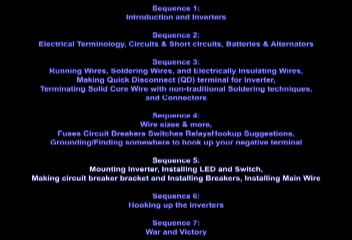 Sequence 1:
Introduction and Inverters
Sequence 2:
Electrical Terminology, Circuits & Short circuits, Batteries & Alternators
Sequence 3:
Running Wires, Soldering Wires, and Electrically Insulating Wires,
Making Quick Disconnect (QD) terminal for Inverter,
Terminating Solid Core Wire with non-traditional Soldering techniques,
and Connectors
Sequence 4:
Wire sizes & more,
Fuses Circuit Breakers Switches RelaysHookup Suggestions,
Grounding/Finding somewhere to hook up your negative terminal
Sequence 5:
Mounting Inverter, Installing LED and Switch,
Making circuit breaker bracket and Installing Breakers, Installing Main Wire
Sequence 6:
Hooking up the Inverters
Sequence 7:
War and Victory